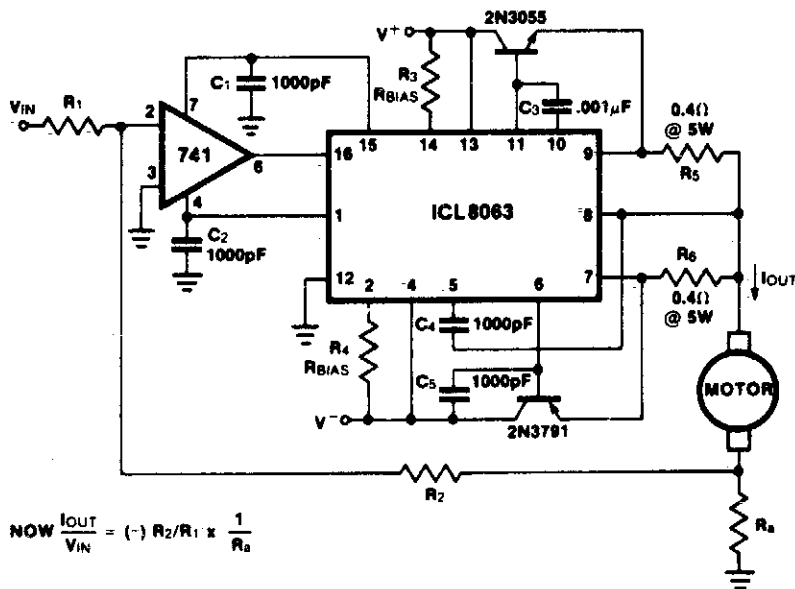 2N3055
V+
R3
RBIAS
C1
1000pF
C3
.001µF
VIN
R1
2
7
741
6
3
4
C2
1000pF
16
15
14
13
11
10
9
1
ICL8063
8
12
2
4
5
6
7
0.4Ω
@ 5W
R5
R6
0.4Ω
@ 5W
IOUT
R4
RBIAS
C4
1000pF
C5
1000pF
V−
2N3791
MOTOR
R2
Ra
NOW IOUT/VIN = (-) R2/R1 x 1/Ra